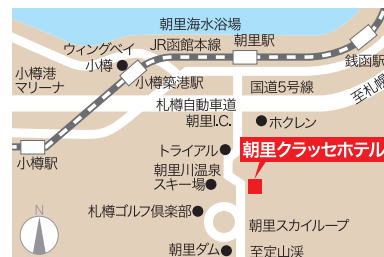 朝里海水浴場
ウィングベイ
小樽
JR函館本線
朝里駅
銭函駅
小樽港
マリーナ
小樽築港駅
国道5号線
至札幌
札樽自動車道
朝里I.C.
ホクレン
小樽駅
トライアル
朝里クラッセホテル
朝里川温泉
スキー場
N
札樽ゴルフ倶楽部
朝里スカイループ
朝里ダム
至定山渓